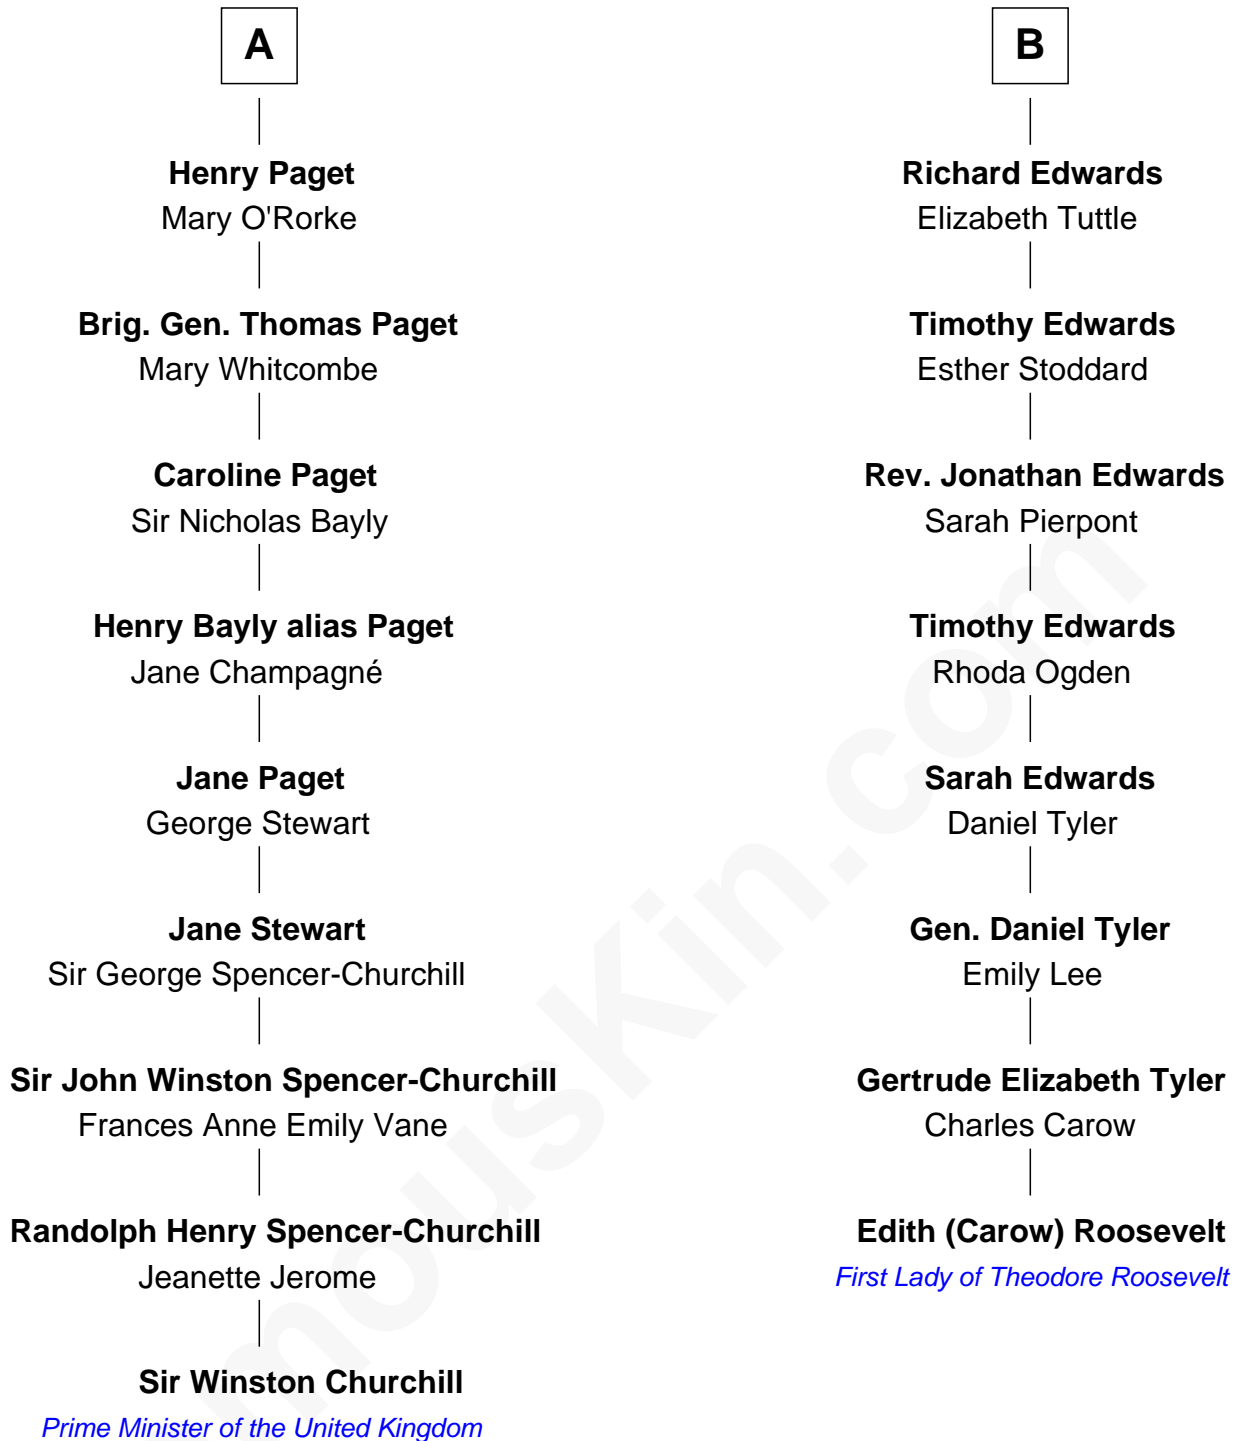 A
Henry Paget
Mary O'Rorke
Brig. Gen. Thomas Paget
Mary Whitcombe
Caroline Paget
Sir Nicholas Bayly
Henry Bayly alias Paget
Jane Champagné
Jane Paget
George Stewart
Jane Stewart
Sir George Spencer-Churchill
Sir John Winston Spencer-Churchill
Frances Anne Emily Vane
Randolph Henry Spencer-Churchill
Jeanette Jerome
Sir Winston Churchill
Prime Minister of the United Kingdom
B
Richard Edwards
Elizabeth Tuttle
Timothy Edwards
Esther Stoddard
Rev. Jonathan Edwards
Sarah Pierpont
Timothy Edwards
Rhoda Ogden
Sarah Edwards
Daniel Tyler
Gen. Daniel Tyler
Emily Lee
Gertrude Elizabeth Tyler
Charles Carow
Edith (Carow) Roosevelt
First Lady of Theodore Roosevelt
mousKin.com